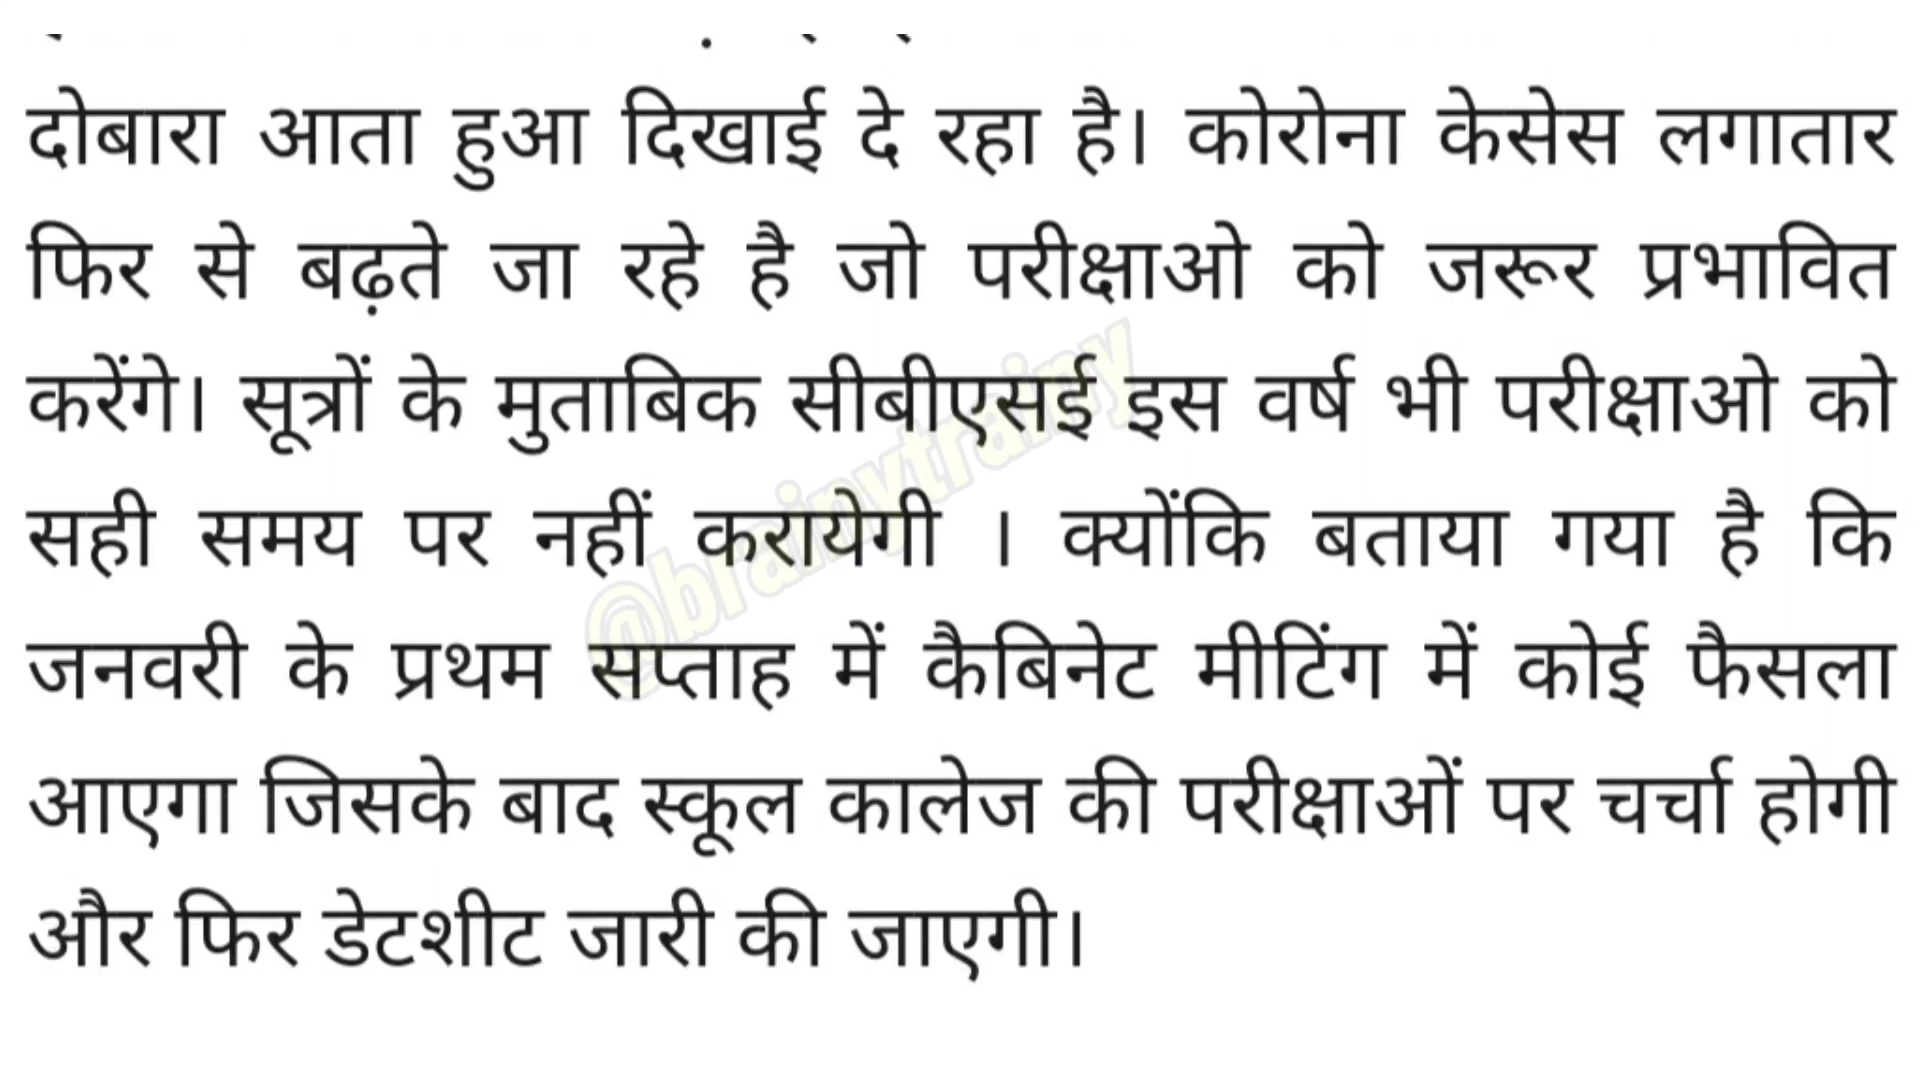 दोबारा आता हुआ दिखाई दे रहा है। कोरोना केसेस लगातार
फिर से बढ़ते जा रहे है जो परीक्षाओ को जरूर प्रभावित
करेंगे। सूत्रों के मुताबिक सीबीएसई इस वर्ष भी परीक्षाओ को
सही समय पर नहीं करायेगी । क्योंकि बताया गया है कि
जनवरी के प्रथम सप्ताह में कैबिनेट मीटिंग में कोई फैसला
आएगा जिसके बाद स्कूल कालेज की परीक्षाओं पर चर्चा होगी
और फिर डेटशीट जारी की जाएगी।
@brainytrainy